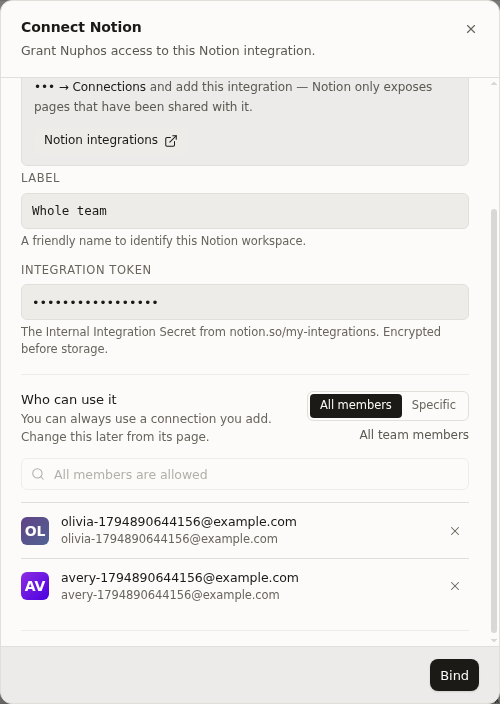 Connect Notion
Grant Nuphos access to this Notion integration.
••• → Connections and add this integration — Notion only exposes
pages that have been shared with it.
Notion integrations
LABEL
Whole team
A friendly name to identify this Notion workspace.
INTEGRATION TOKEN
•••••••••••••••••
The Internal Integration Secret from notion.so/my-integrations. Encrypted
before storage.
Who can use it
You can always use a connection you add.
Change this later from its page.
All members
Specific
All team members
All members are allowed
OL
olivia-1794890644156@example.com
olivia-1794890644156@example.com
AV
avery-1794890644156@example.com
avery-1794890644156@example.com
Bind